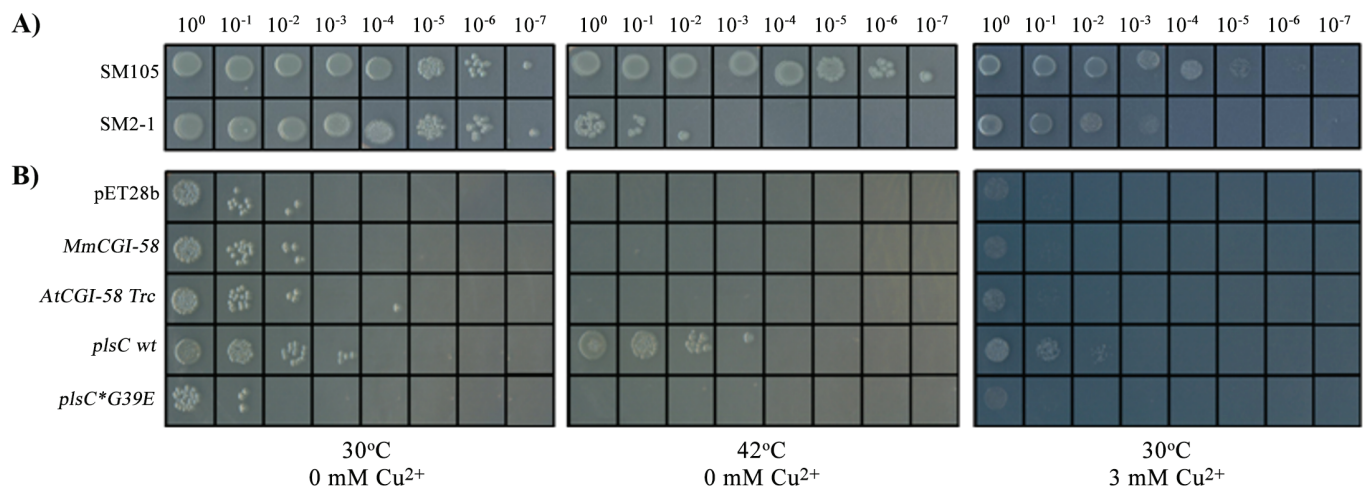 A) 10⁰ 10⁻¹ 10⁻² 10⁻³ 10⁻⁴ 10⁻⁵ 10⁻⁶ 10⁻⁷ 10⁰ 10⁻¹ 10⁻² 10⁻³ 10⁻⁴ 10⁻⁵ 10⁻⁶ 10⁻⁷ 10⁰ 10⁻¹ 10⁻² 10⁻³ 10⁻⁴ 10⁻⁵ 10⁻⁶ 10⁻⁷
SM105
SM2-1
B)
pET28b
MmCGI-58
AtCGI-58 Trc
plsC wt
plsC*G39E
30°C 42°C 30°C
0 mM Cu²⁺ 0 mM Cu²⁺ 3 mM Cu²⁺